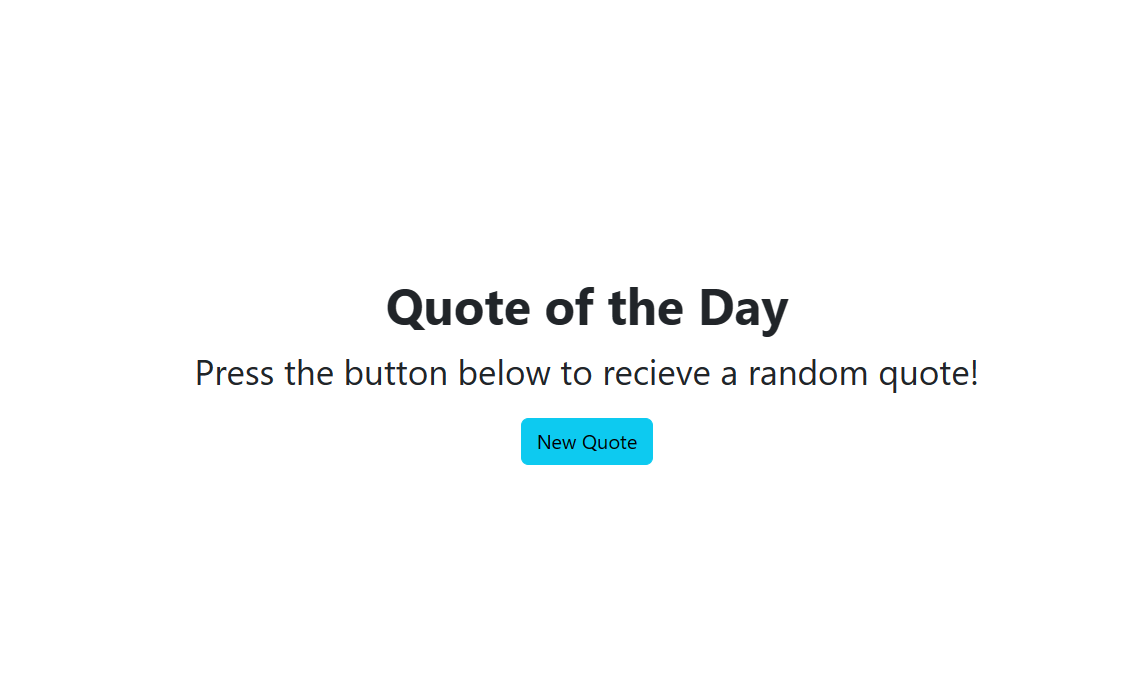 Quote of the Day
Press the button below to recieve a random quote!
New Quote